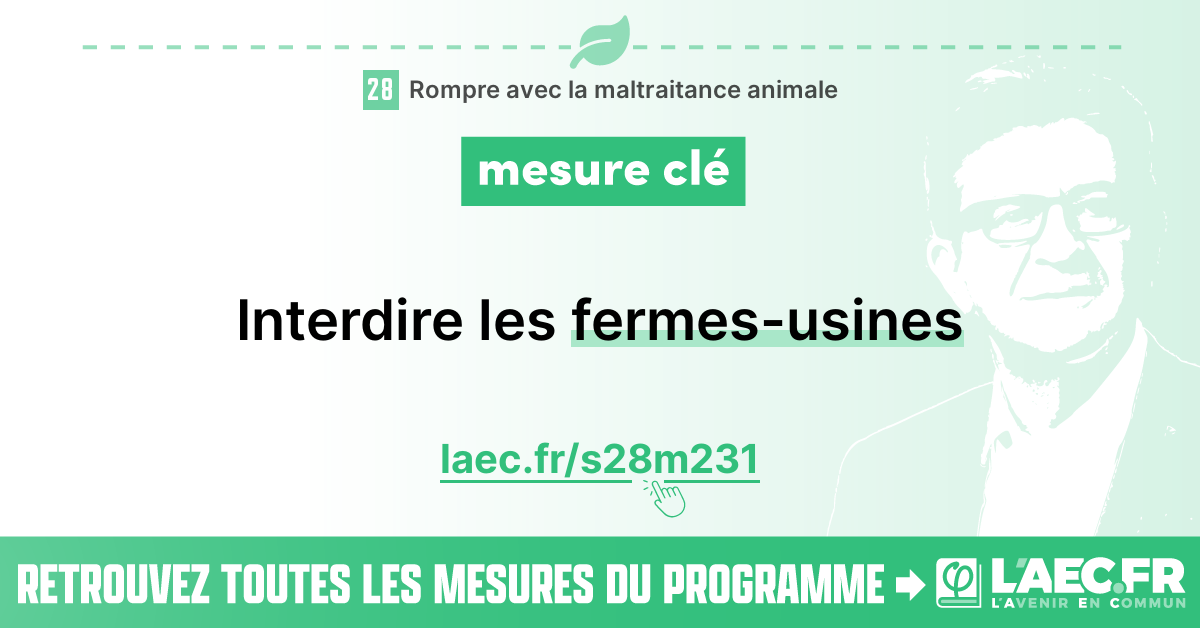 28 Rompre avec la maltraitance animale
mesure clé
Interdire les fermes-usines
laec.fr/s28m231
RETROUVEZ TOUTES LES MESURES DU PROGRAMME
φ L'AEC.FR
L'AVENIR EN COMMUN